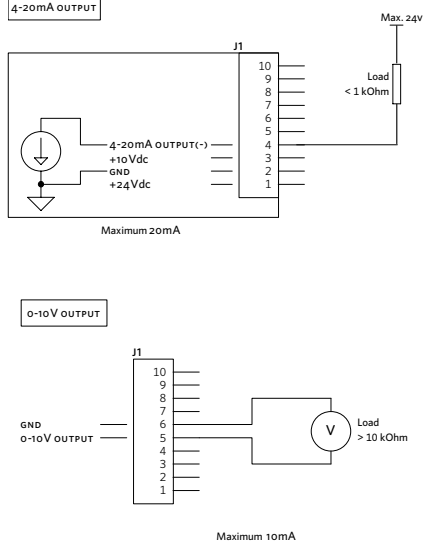 4-20mA OUTPUT
Max. 24v
J1
10
9
8
7
6
5
4
3
2
1
Load
< 1 kOhm
4-20mA OUTPUT(-)
+10Vdc
GND
+24Vdc
Maximum 20mA
0-10V OUTPUT
J1
10
9
8
7
6
5
4
3
2
1
GND
0-10V OUTPUT
V
Load
> 10 kOhm
Maximum 10mA